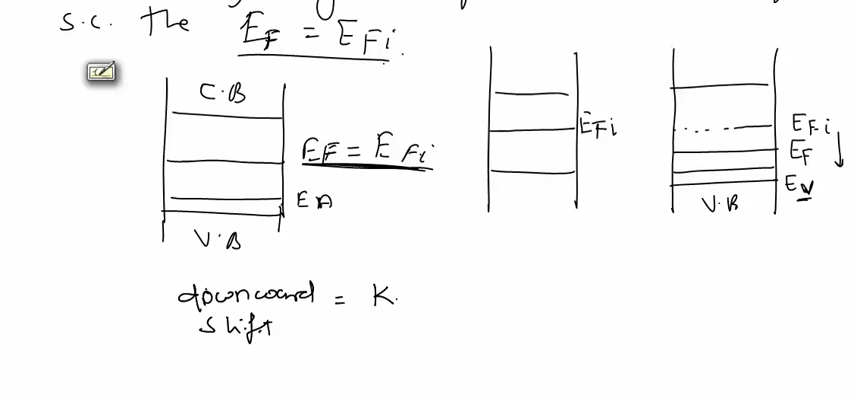 s.c. the EF = EFi.
C.B
EF = EFi
EA
V.B
EFi
EFi
EF
EV
V.B
downward = K.
shift